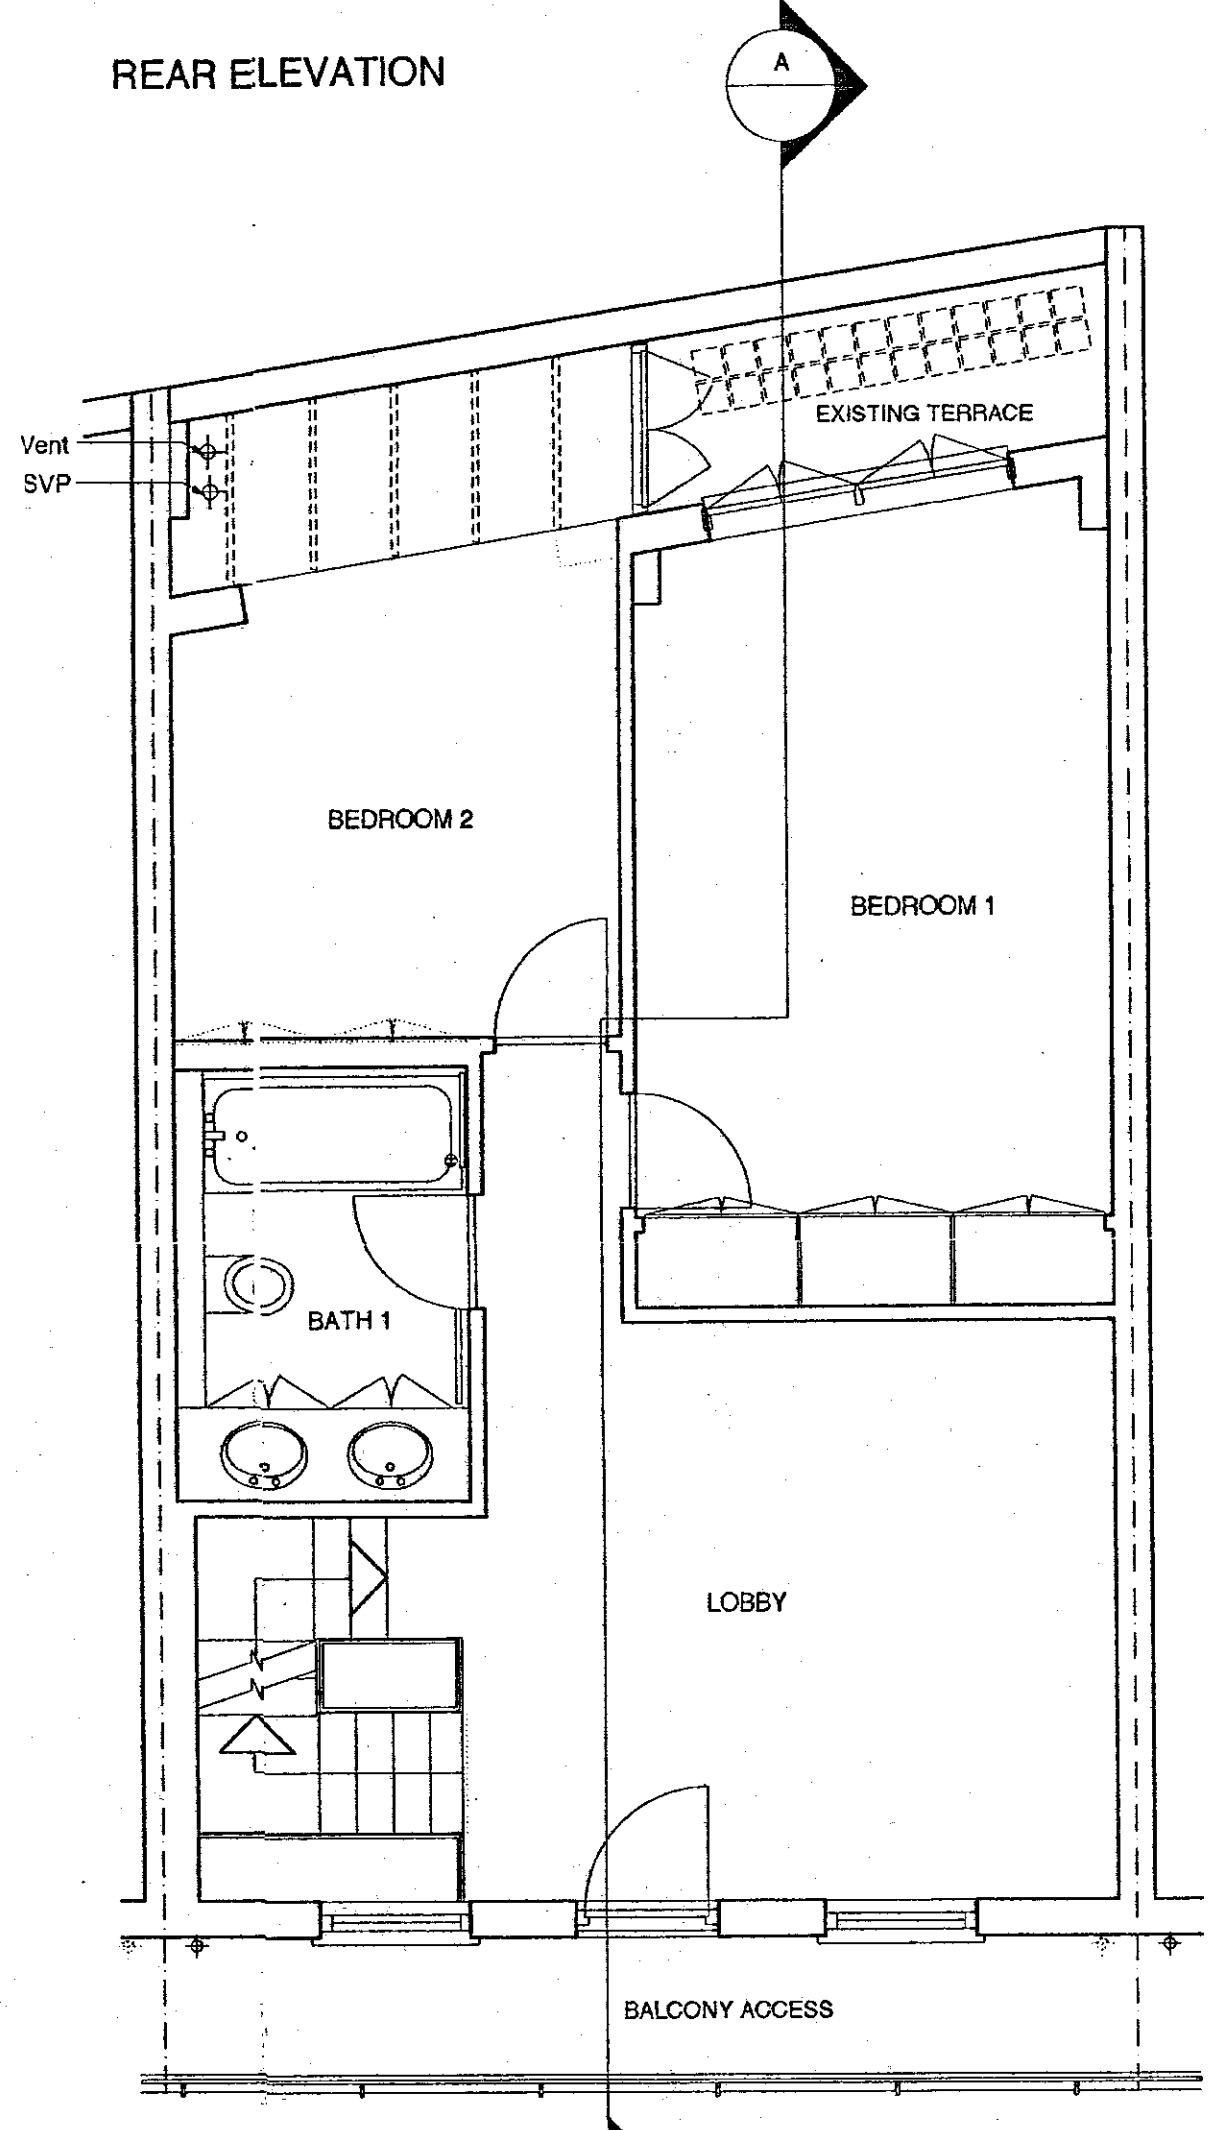 REAR ELEVATION
A
EXISTING TERRACE
Vent
SVP
BEDROOM 2
BEDROOM 1
BATH 1
LOBBY
BALCONY ACCESS